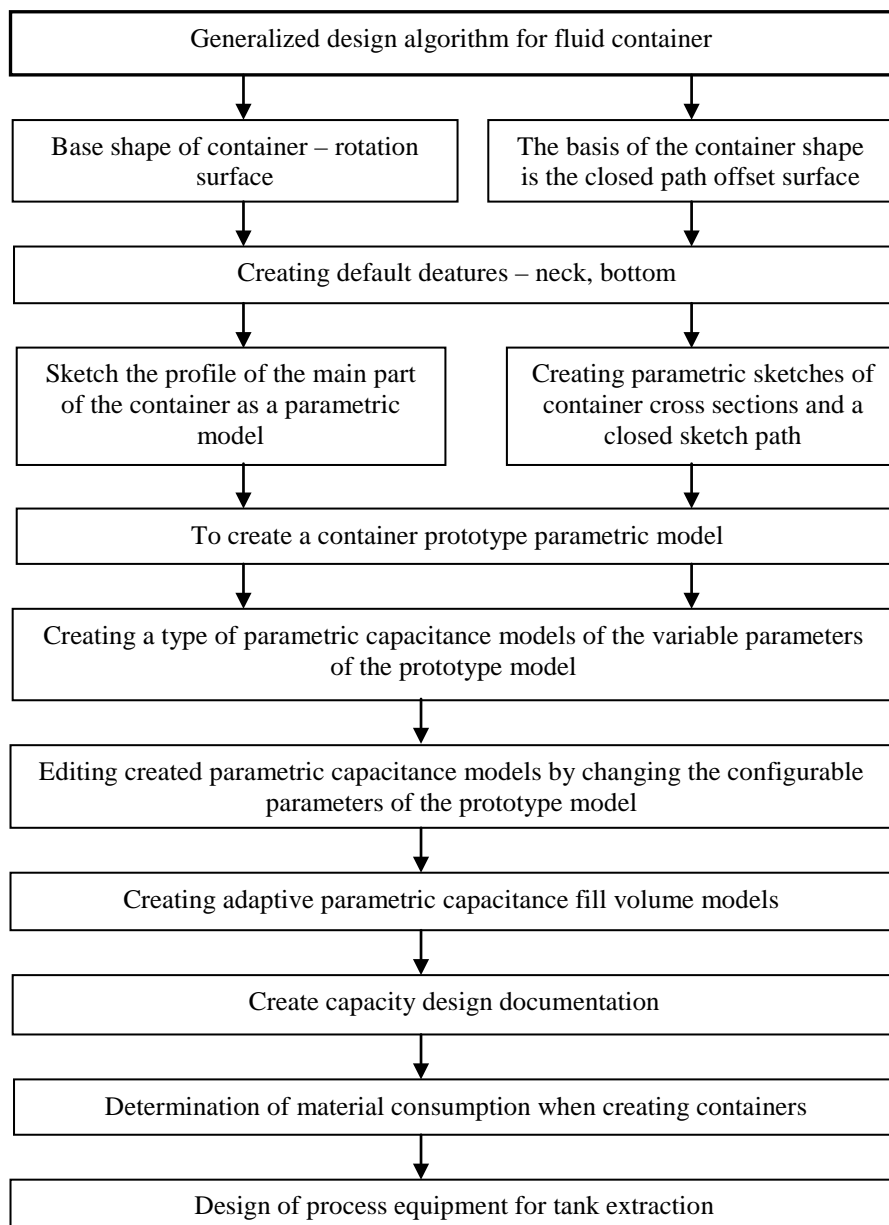 Generalized design algorithm for fluid container
Base shape of container – rotation
surface
The basis of the container shape
is the closed path offset surface
Creating default deatures – neck, bottom
Sketch the profile of the main part
of the container as a parametric
model
Creating parametric sketches of
container cross sections and a
closed sketch path
To create a container prototype parametric model
Creating a type of parametric capacitance models of the variable parameters
of the prototype model
Editing created parametric capacitance models by changing the configurable
parameters of the prototype model
Creating adaptive parametric capacitance fill volume models
Create capacity design documentation
Determination of material consumption when creating containers
Design of process equipment for tank extraction